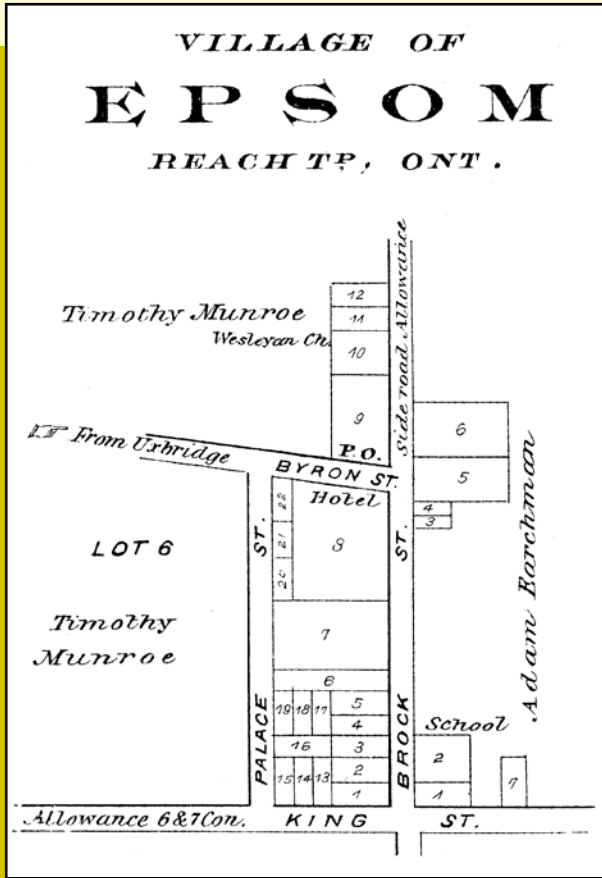 VILLAGE OF
EPSOM
REACH TP, ONT.
Side road Allowance
12
11
Timothy Munroe
Wesleyan Ch.
10
9
6
P.O.
From Uxbridge
BYRON ST.
5
22
Hotel
4
3
LOT 6
ST.
21
8
ST.
20
Adam Earchman
Timothy
Munroe
7
6
19 18 17
5
4
School
PALACE
16
3
BROCK
2
15 14 13
2
7
1
1
Allowance 6 & 7 Con.
KING
ST.